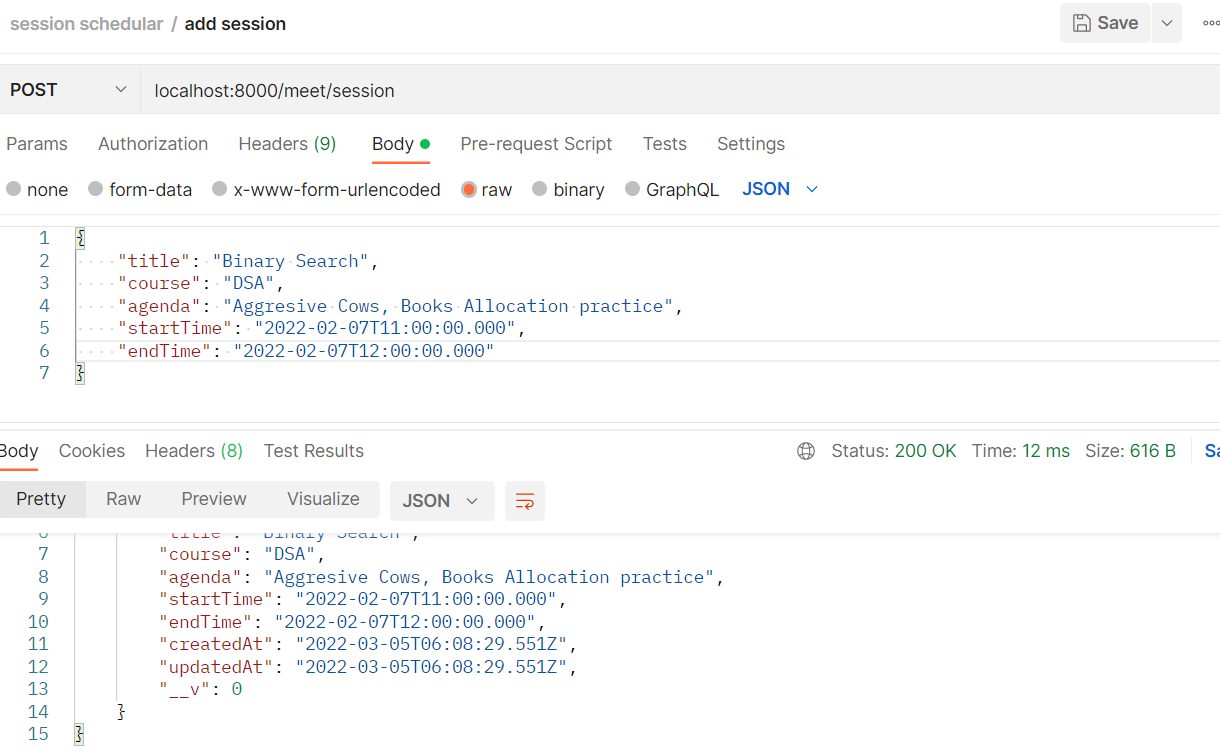 session schedular / add session
Save
POST
localhost:8000/meet/session
Params Authorization Headers (9) Body Pre-request Script Tests Settings
none form-data x-www-form-urlencoded raw binary GraphQL JSON
1 {
2 "title": "Binary Search",
3 "course": "DSA",
4 "agenda": "Aggresive Cows, Books Allocation practice",
5 "startTime": "2022-02-07T11:00:00.000",
6 "endTime": "2022-02-07T12:00:00.000"
7 }
Body Cookies Headers (8) Test Results Status: 200 OK Time: 12 ms Size: 616 B Sa
Pretty Raw Preview Visualize JSON
6 "title": "Binary Search",
7 "course": "DSA",
8 "agenda": "Aggresive Cows, Books Allocation practice",
9 "startTime": "2022-02-07T11:00:00.000",
10 "endTime": "2022-02-07T12:00:00.000",
11 "createdAt": "2022-03-05T06:08:29.551Z",
12 "updatedAt": "2022-03-05T06:08:29.551Z",
13 "__v": 0
14 }
15 }